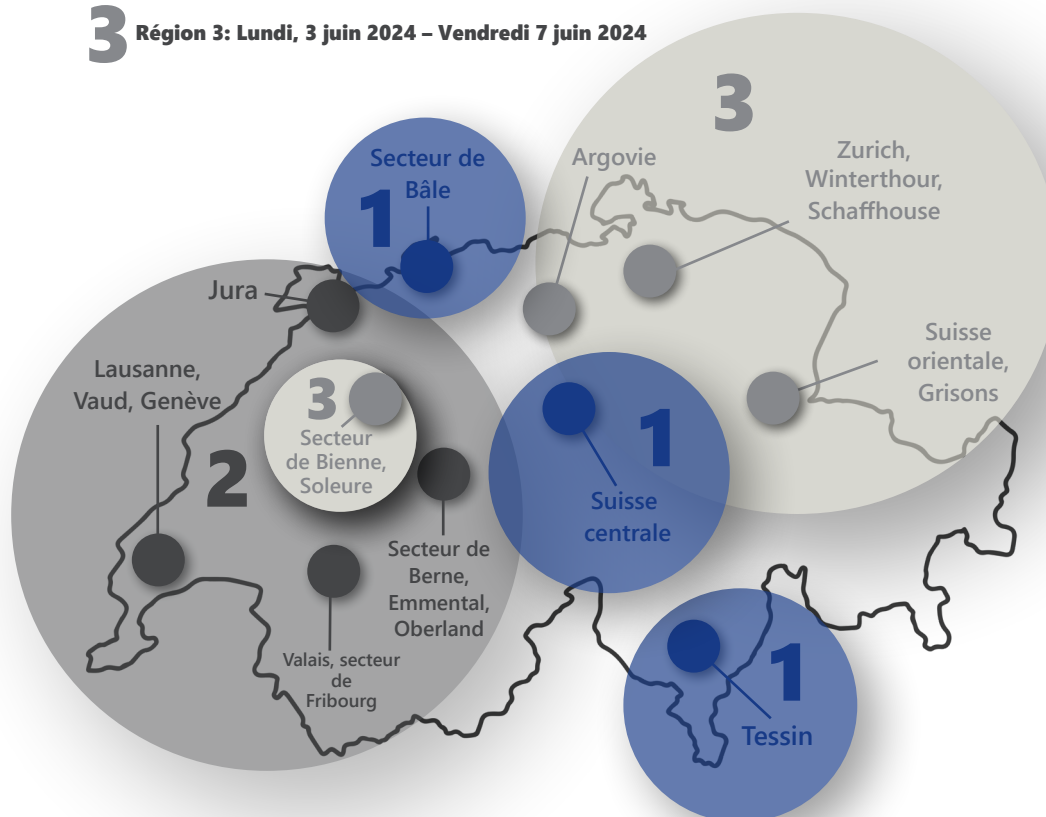 3 Région 3: Lundi, 3 juin 2024 – Vendredi 7 juin 2024
3
Argovie
Zurich,
Winterthour,
Schaffhouse
Secteur de
Bâle
1
Jura
Suisse
orientale,
Grisons
Lausanne,
Vaud, Genève
3
Secteur
de Bienne,
Soleure
2
1
Suisse
centrale
Secteur de
Berne,
Emmental,
Oberland
Valais, secteur
de
Fribourg
1
Tessin